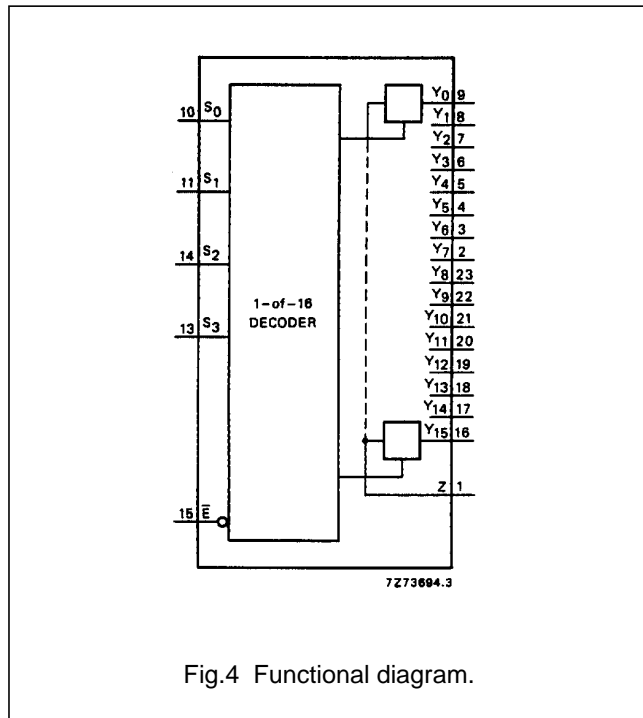 Y0 9
10 S0
Y1 8
Y2 7
Y3 6
11 S1
Y4 5
Y5 4
Y6 3
14 S2
Y7 2
Y8 23
Y9 22
1-of-16
DECODER
13 S3
Y10 21
Y11 20
Y12 19
Y13 18
Y14 17
Y15 16
Z 1
15 E̅
7Z73694.3
Fig.4 Functional diagram.